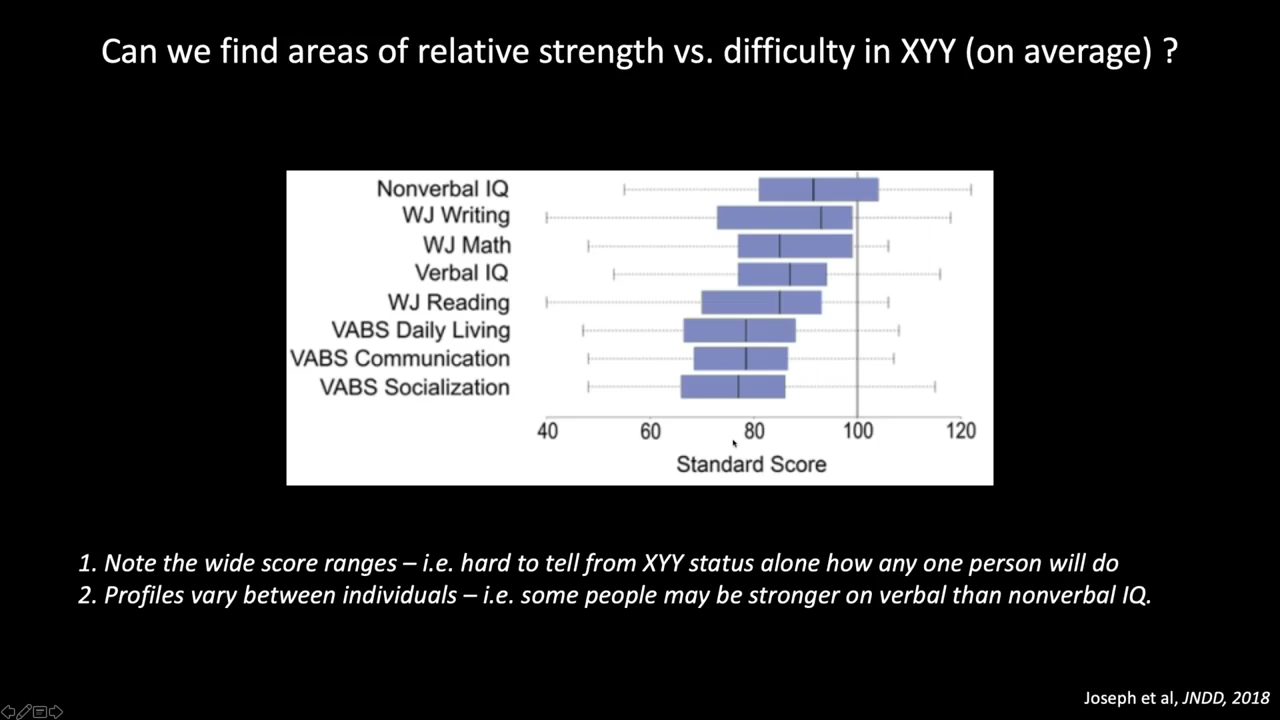 Can we find areas of relative strength vs. difficulty in XYY (on average) ?
Nonverbal IQ
WJ Writing
WJ Math
Verbal IQ
WJ Reading
VABS Daily Living
VABS Communication
VABS Socialization
40 60 80 100 120
Standard Score
1. Note the wide score ranges – i.e. hard to tell from XYY status alone how any one person will do
2. Profiles vary between individuals – i.e. some people may be stronger on verbal than nonverbal IQ.
Joseph et al, JNDD, 2018